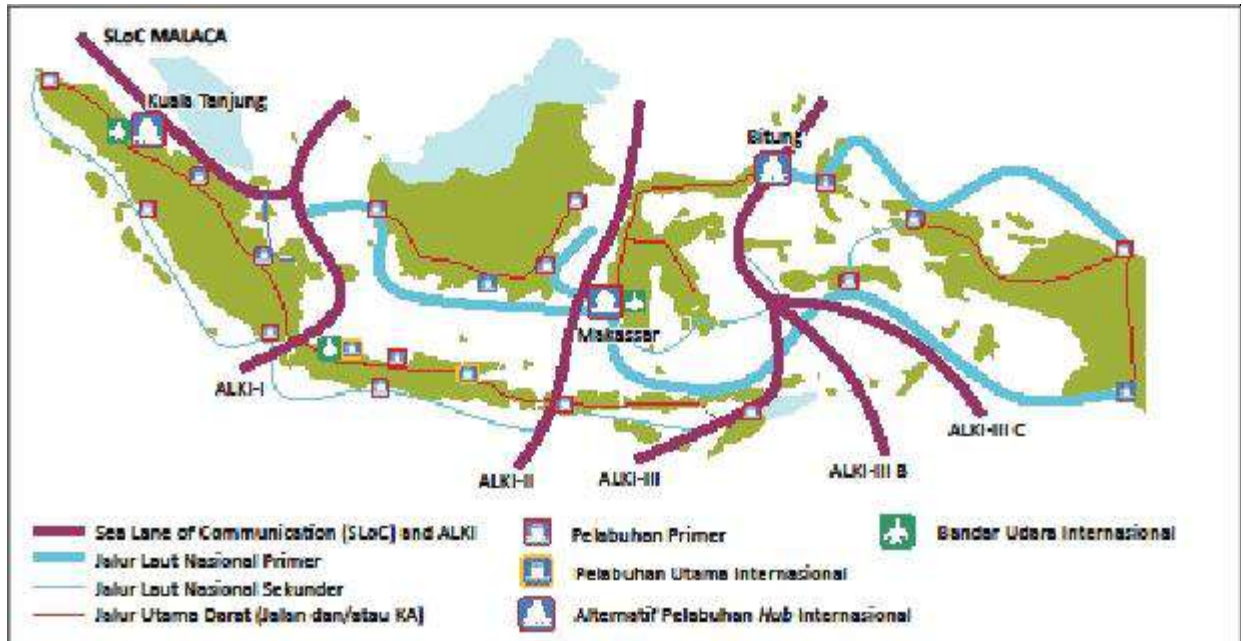 SLoC MALACA
Kuala Tanjung
Bitung
Makassar
ALKI-I
ALKI-II
ALKI-III
ALKI-III B
ALKI-III C
Sea Lane of Communication (SLoC) and ALKI
Jalur Laut Nasional Primer
Jalur Laut Nasional Sekunder
Jalur Utama Darat (Jalan dan/atau KA)
Pelabuhan Primer
Pelabuhan Utama Internasional
Alternatif Pelabuhan Hub Internasional
Bandar Udara Internasional